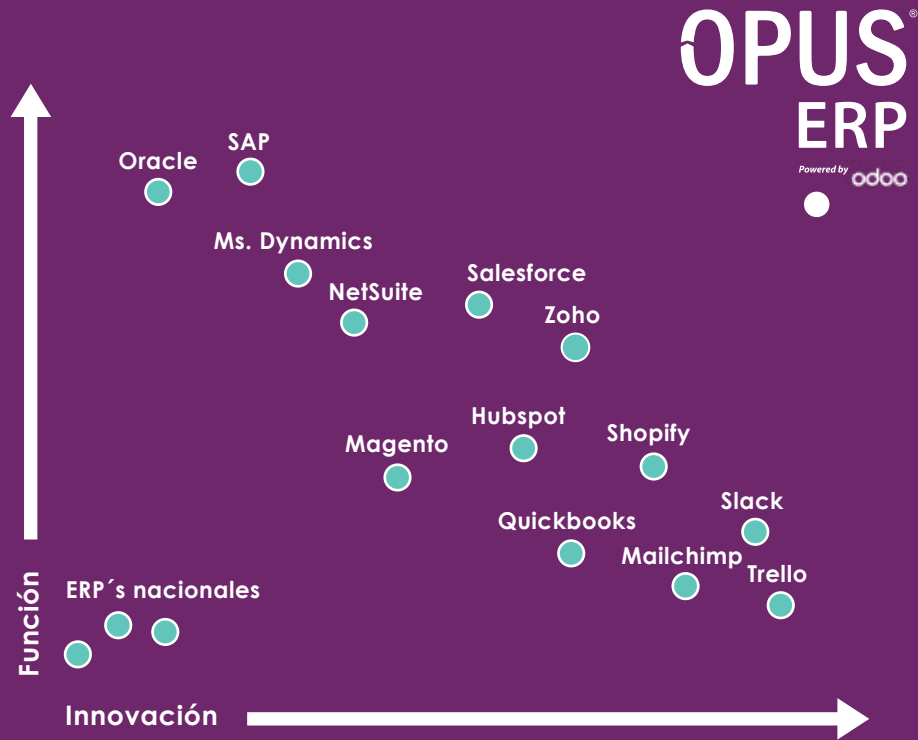 OPUS®
ERP
Powered by odoo
SAP
Oracle
Ms. Dynamics
NetSuite
Salesforce
Zoho
Hubspot
Shopify
Magento
Slack
Quickbooks
Mailchimp
Trello
ERP´s nacionales
Función
Innovación